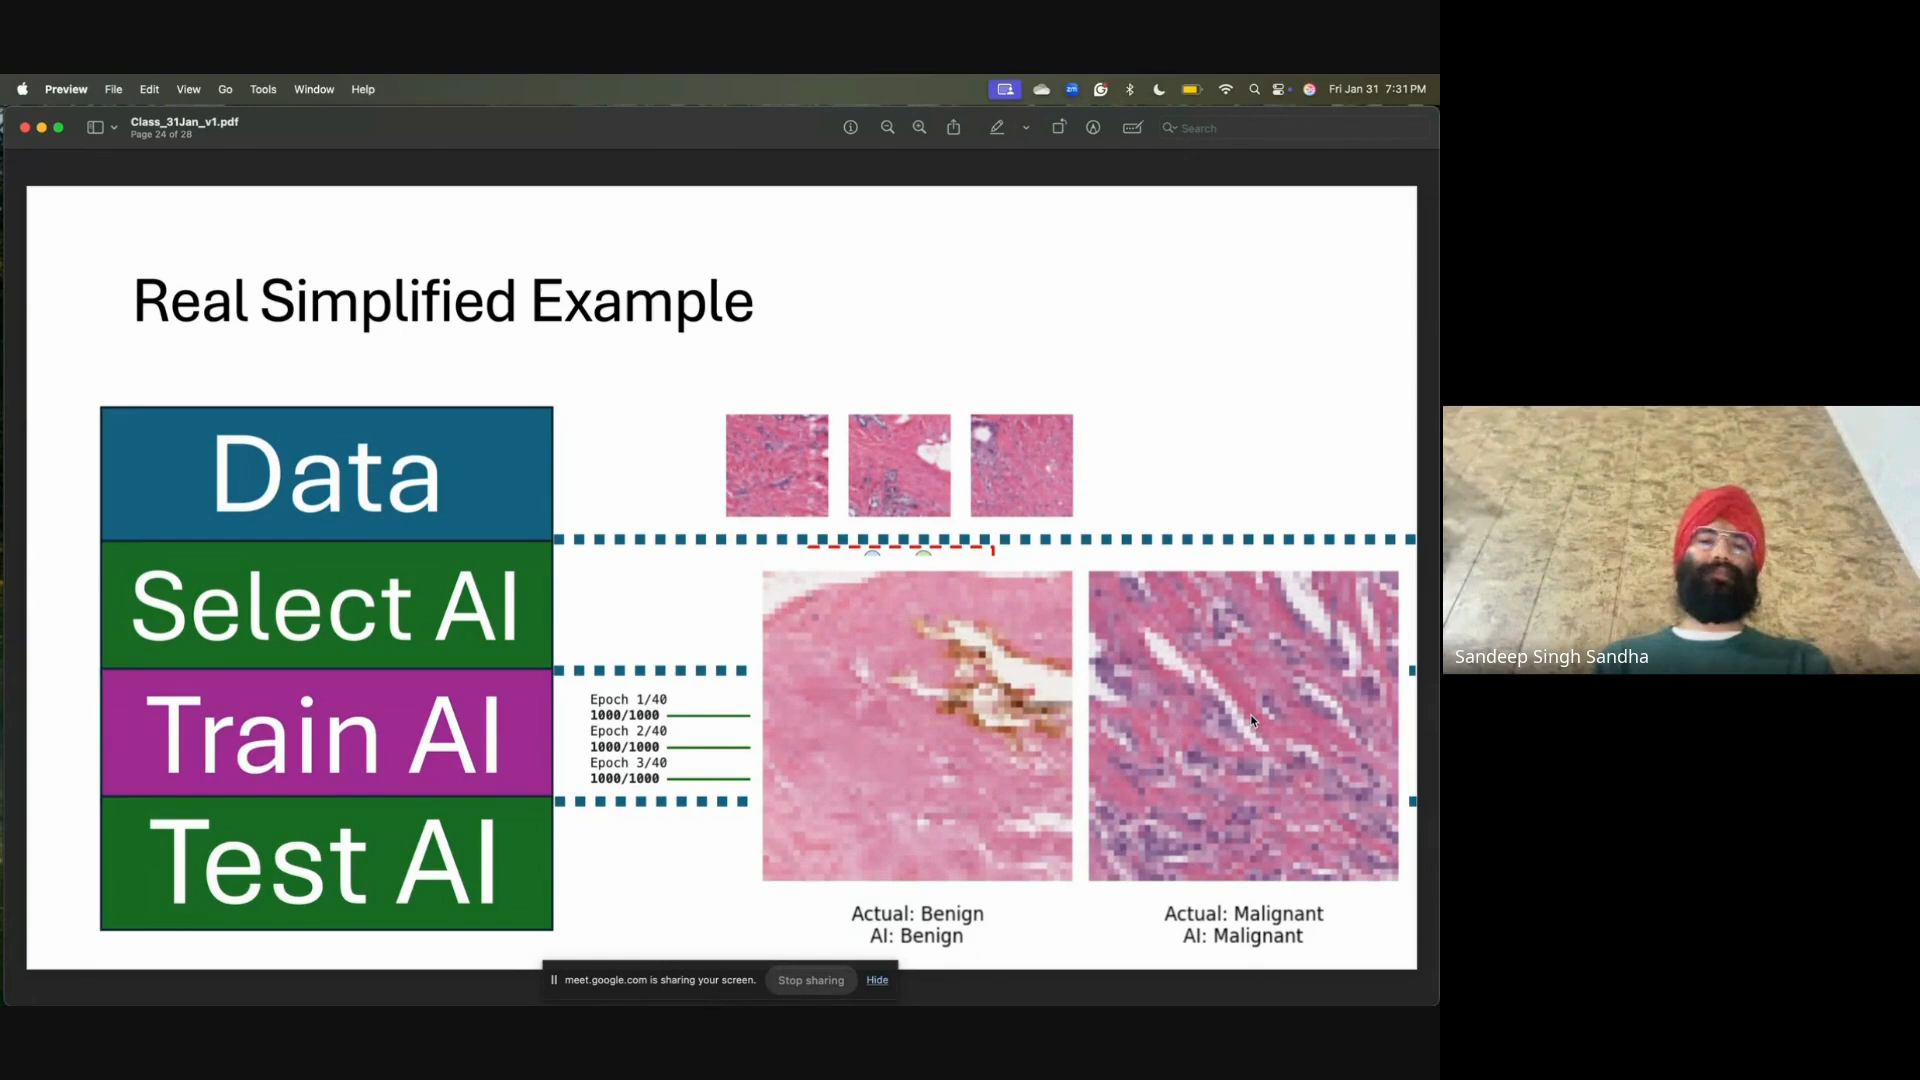 Preview File Edit View Go Tools Window Help
zm
Fri Jan 31 7:31 PM
Class_31Jan_v1.pdf
Page 24 of 28
Search
Real Simplified Example
Data
Select AI
Train AI
Test AI
Epoch 1/40
1000/1000
Epoch 2/40
1000/1000
Epoch 3/40
1000/1000
Actual: Benign
AI: Benign
Actual: Malignant
AI: Malignant
meet.google.com is sharing your screen. Stop sharing Hide
Sandeep Singh Sandha